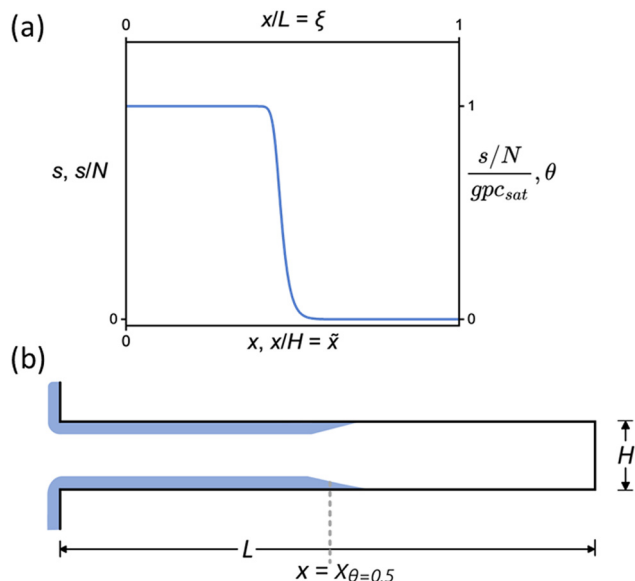 (a)
x/L = ξ
0
1
s, s/N
1
s/N
gpc_sat
, θ
0
0
0
x, x/H = x̃
(b)
H
L
x = X_θ=0.5